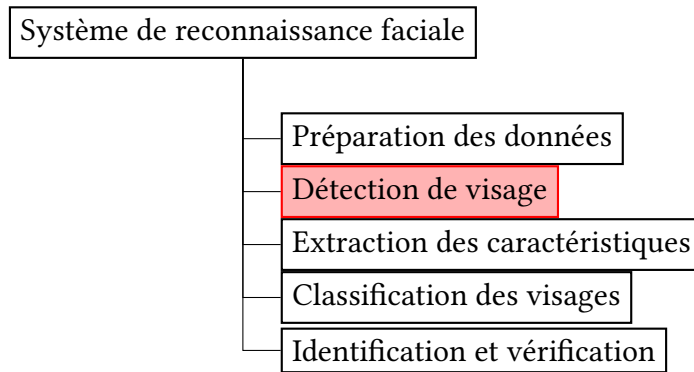 Système de reconnaissance faciale
Préparation des données
Détection de visage
Extraction des caractéristiques
Classification des visages
Identification et vérification